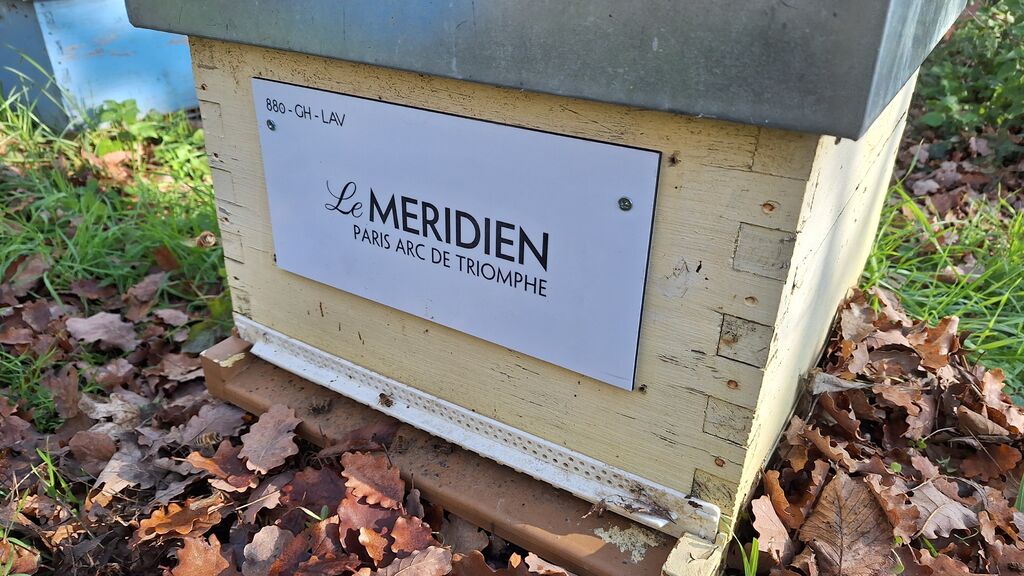 880-GH-LAV
Le MERIDIEN
PARIS ARC DE TRIOMPHE